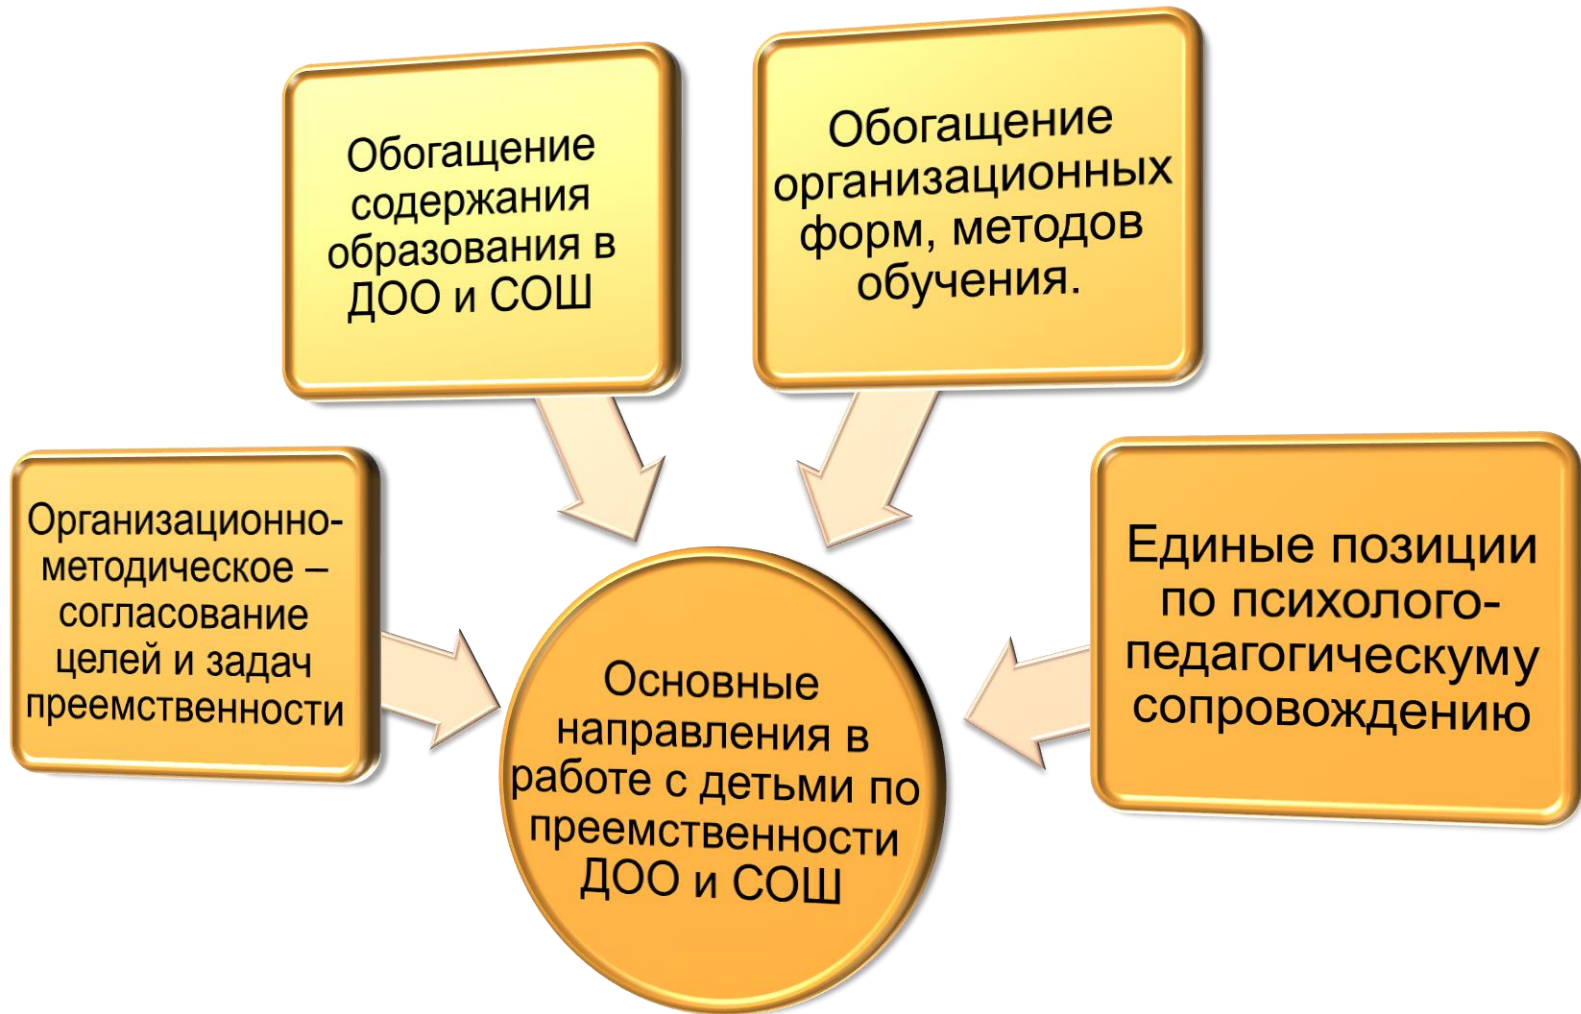 Обогащение
содержания
образования в
ДОО и СОШ
Обогащение
организационных
форм, методов
обучения.
Организационно-
методическое –
согласование
целей и задач
преемственности
Единые позиции
по психолого-
педагогическуму
сопровождению
Основные
направления в
работе с детьми по
преемственности
ДОО и СОШ